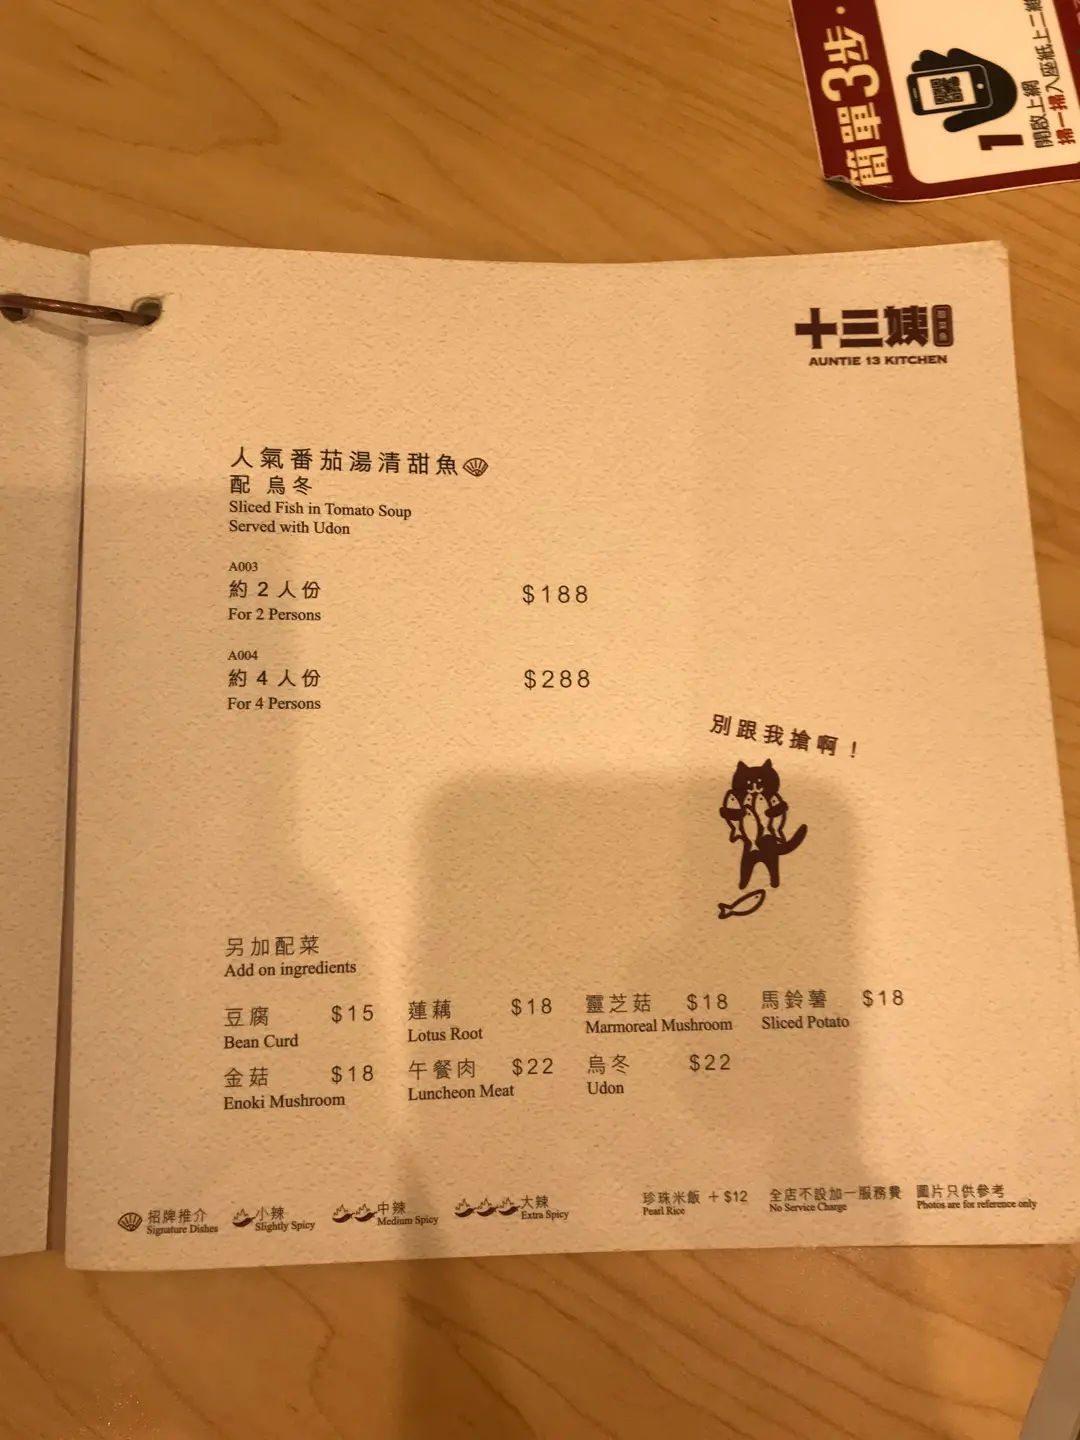 簡單3步·
1
開啟上網
掃一掃入座紙上二維
十三姨
AUNTIE 13 KITCHEN
人氣番茄湯清甜魚
配 烏冬
Sliced Fish in Tomato Soup
Served with Udon
A003
約 2 人份 $188
For 2 Persons
A004
約 4 人份 $288
For 4 Persons
別跟我搶啊！
另加配菜
Add on ingredients
豆腐 $15 蓮藕 $18 靈芝菇 $18 馬鈴薯 $18
Bean Curd Lotus Root Marmoreal Mushroom Sliced Potato
金菇 $18 午餐肉 $22 烏冬 $22
Enoki Mushroom Luncheon Meat Udon
招牌推介 小辣 中辣 大辣 珍珠米飯 + $12 全店不設加一服務費 圖片只供參考
Signature Dishes Slightly Spicy Medium Spicy Extra Spicy Pearl Rice No Service Charge Photos are for reference only